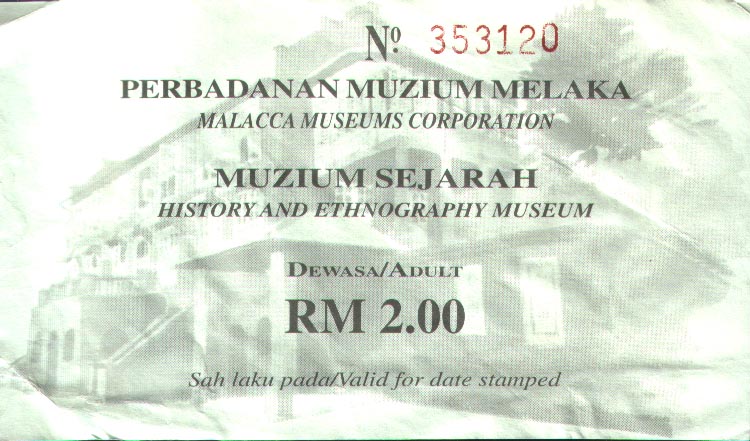 Nº 353120
PERBADANAN MUZIUM MELAKA
MALACCA MUSEUMS CORPORATION
MUZIUM SEJARAH
HISTORY AND ETHNOGRAPHY MUSEUM
DEWASA/ADULT
RM 2.00
Sah laku pada/Valid for date stamped